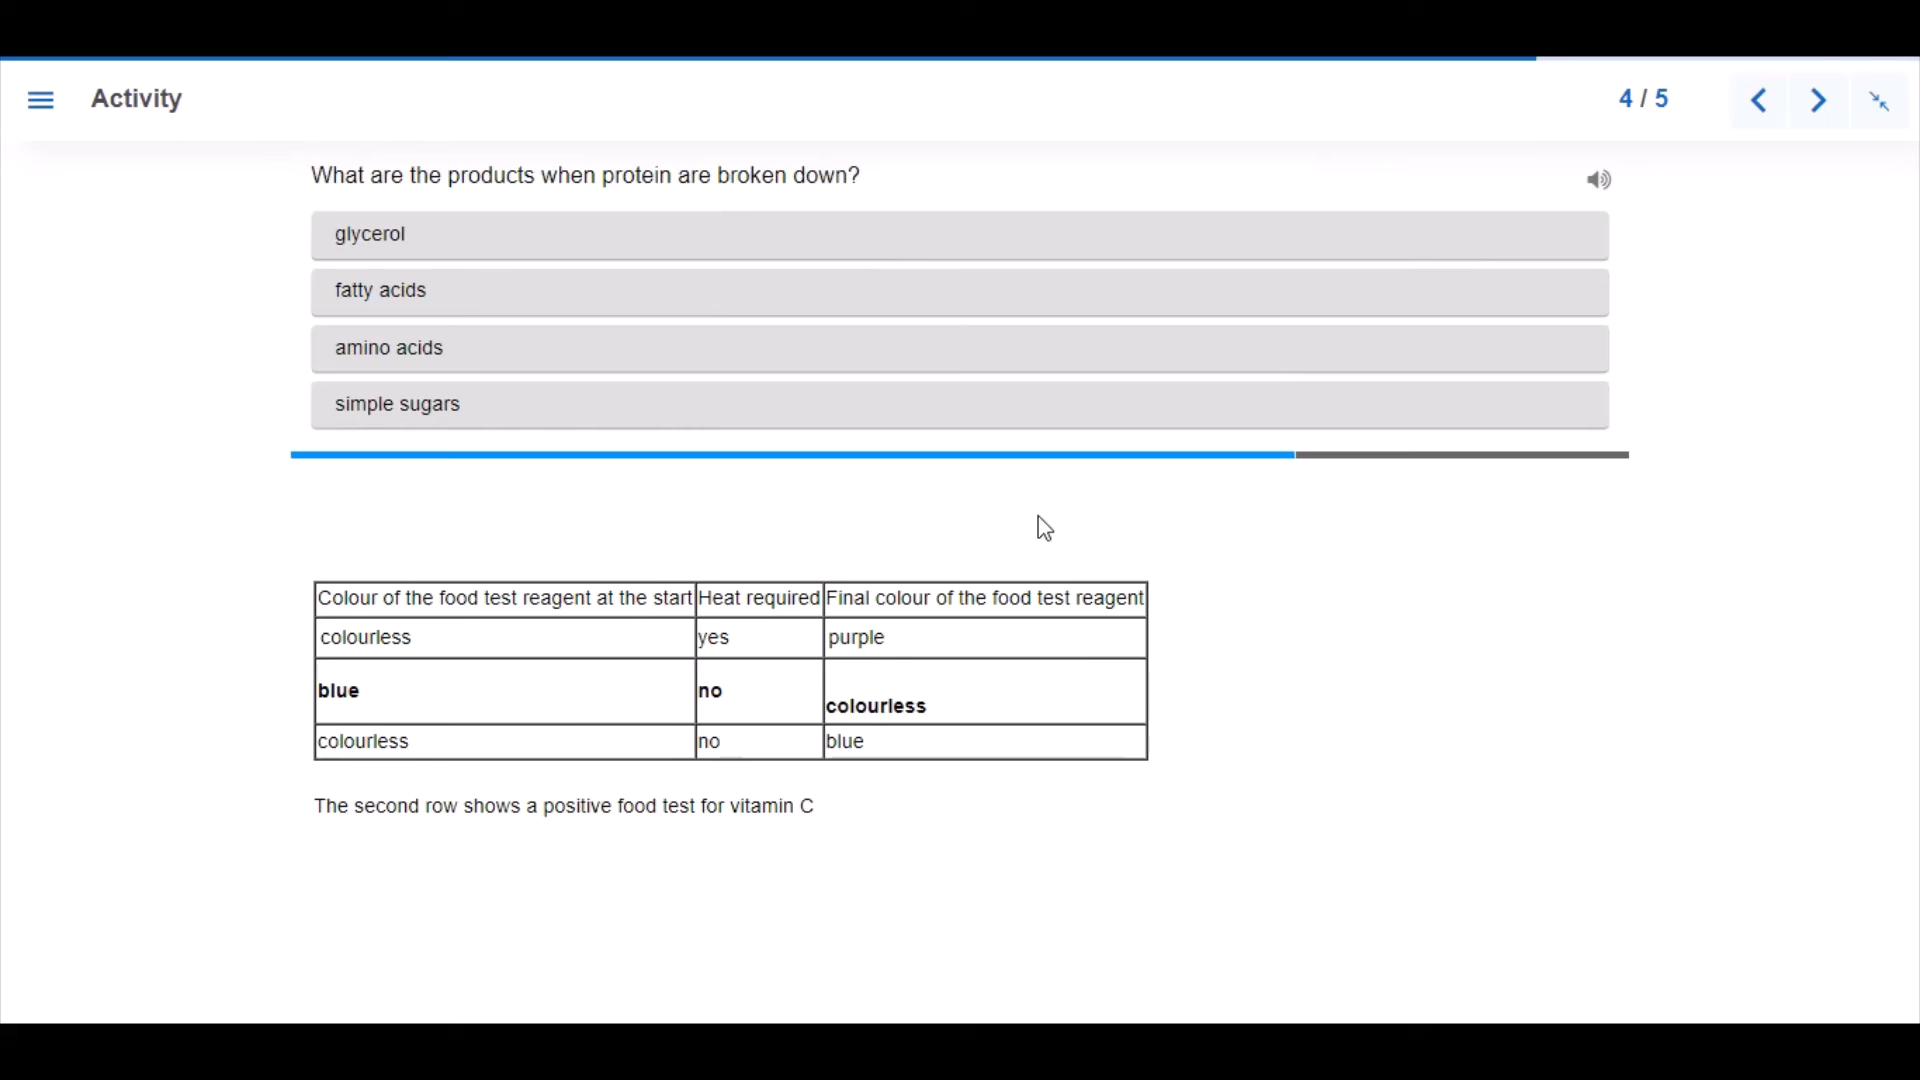 Activity
4 / 5
What are the products when protein are broken down?
glycerol
fatty acids
amino acids
simple sugars
Colour of the food test reagent at the start Heat required Final colour of the food test reagent
colourless yes purple
blue no colourless
colourless no blue
The second row shows a positive food test for vitamin C